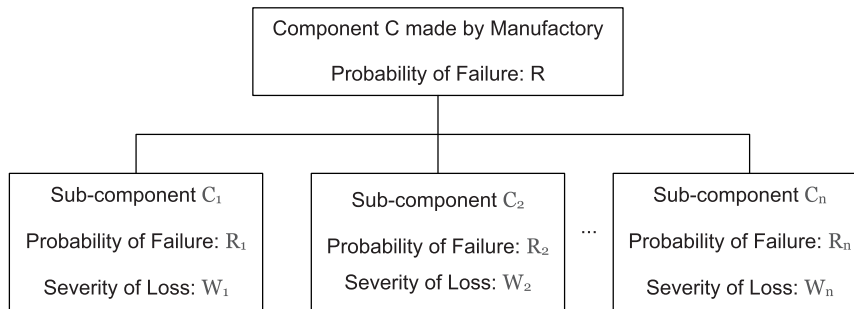 Component C made by Manufactory
Probability of Failure: R
Sub-component C₁
Probability of Failure: R₁
Severity of Loss: W₁
Sub-component C₂
Probability of Failure: R₂
Severity of Loss: W₂
...
Sub-component Cₙ
Probability of Failure: Rₙ
Severity of Loss: Wₙ